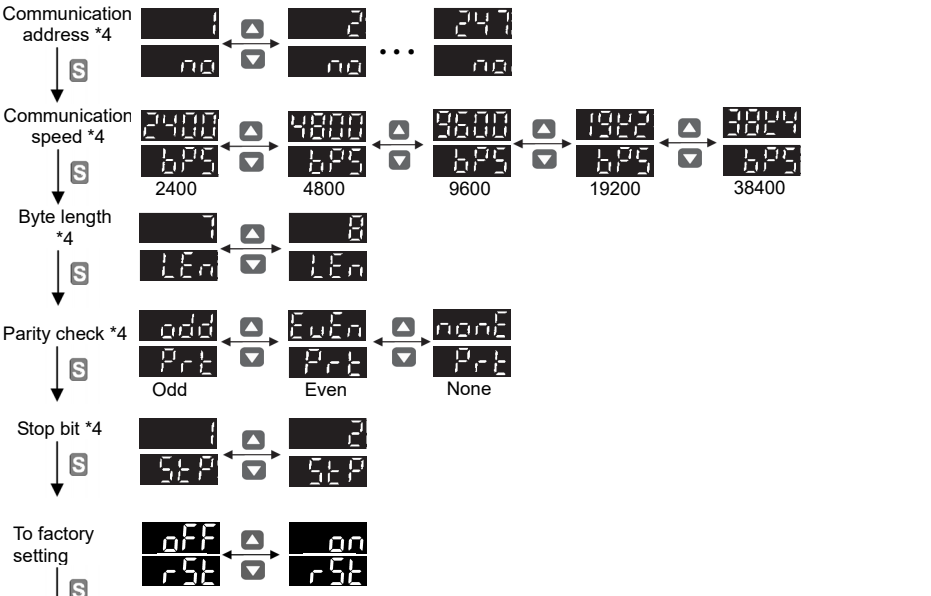 Communication
address *4
1 2 247
no no ... no
S
Communication
speed *4
2400 4800 9600 19k2 38k4
bPS bPS bPS bPS bPS
2400 4800 9600 19200 38400
S
Byte length
*4
7 8
LEn LEn
S
Parity check *4
odd EvEn nonE
Prt Prt Prt
Odd Even None
S
Stop bit *4
1 2
StP StP
S
To factory
setting
oFF on
rSt rSt
S